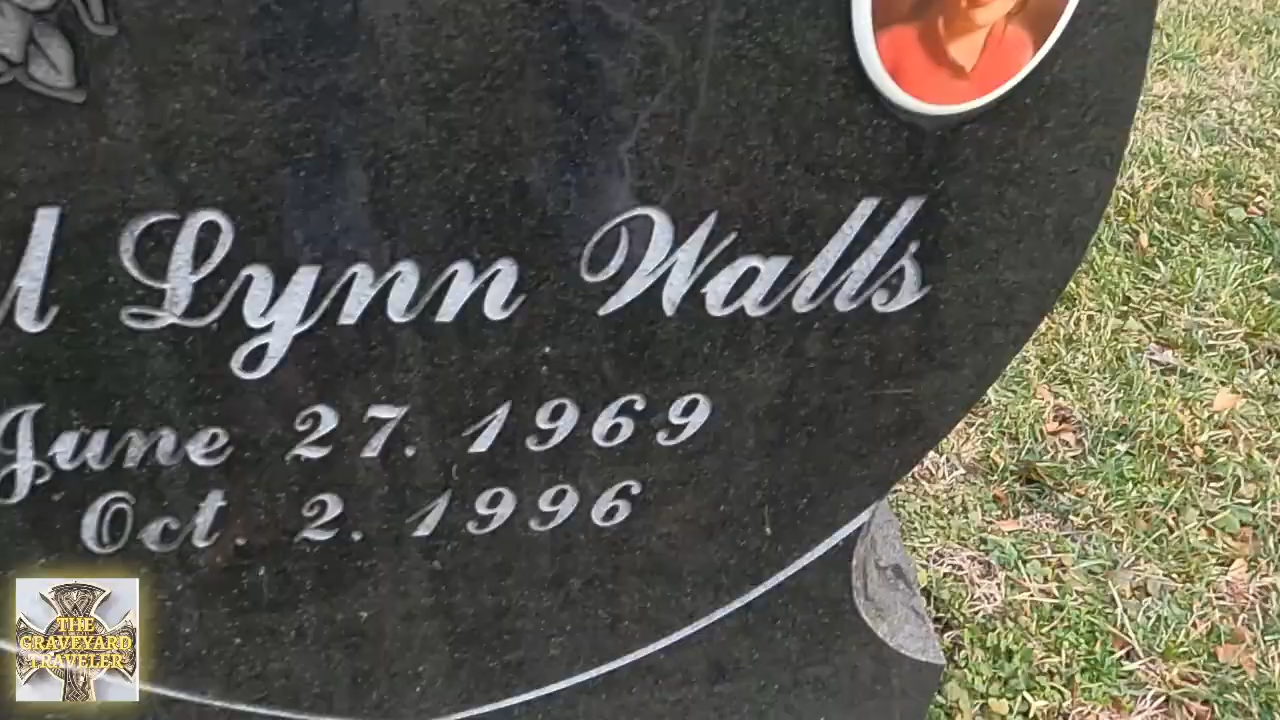 Lynn Walls
June 27, 1969
Oct. 2, 1996
THE
GRAVEYARD
TRAVELER